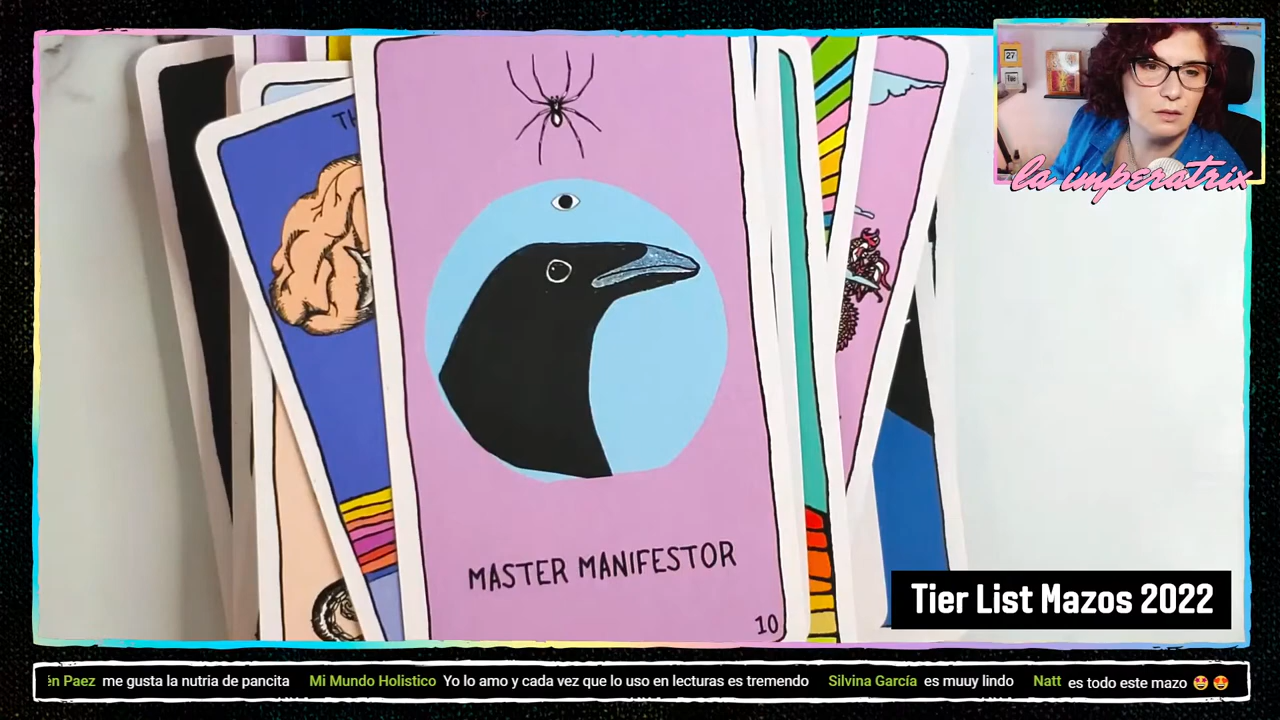 27
la imperatrix
TH
MASTER MANIFESTOR
10
Tier List Mazos 2022
én Paez me gusta la nutria de pancita Mi Mundo Holistico Yo lo amo y cada vez que lo uso en lecturas es tremendo Silvina García es muuy lindo Natt es todo este mazo 🤩🤩